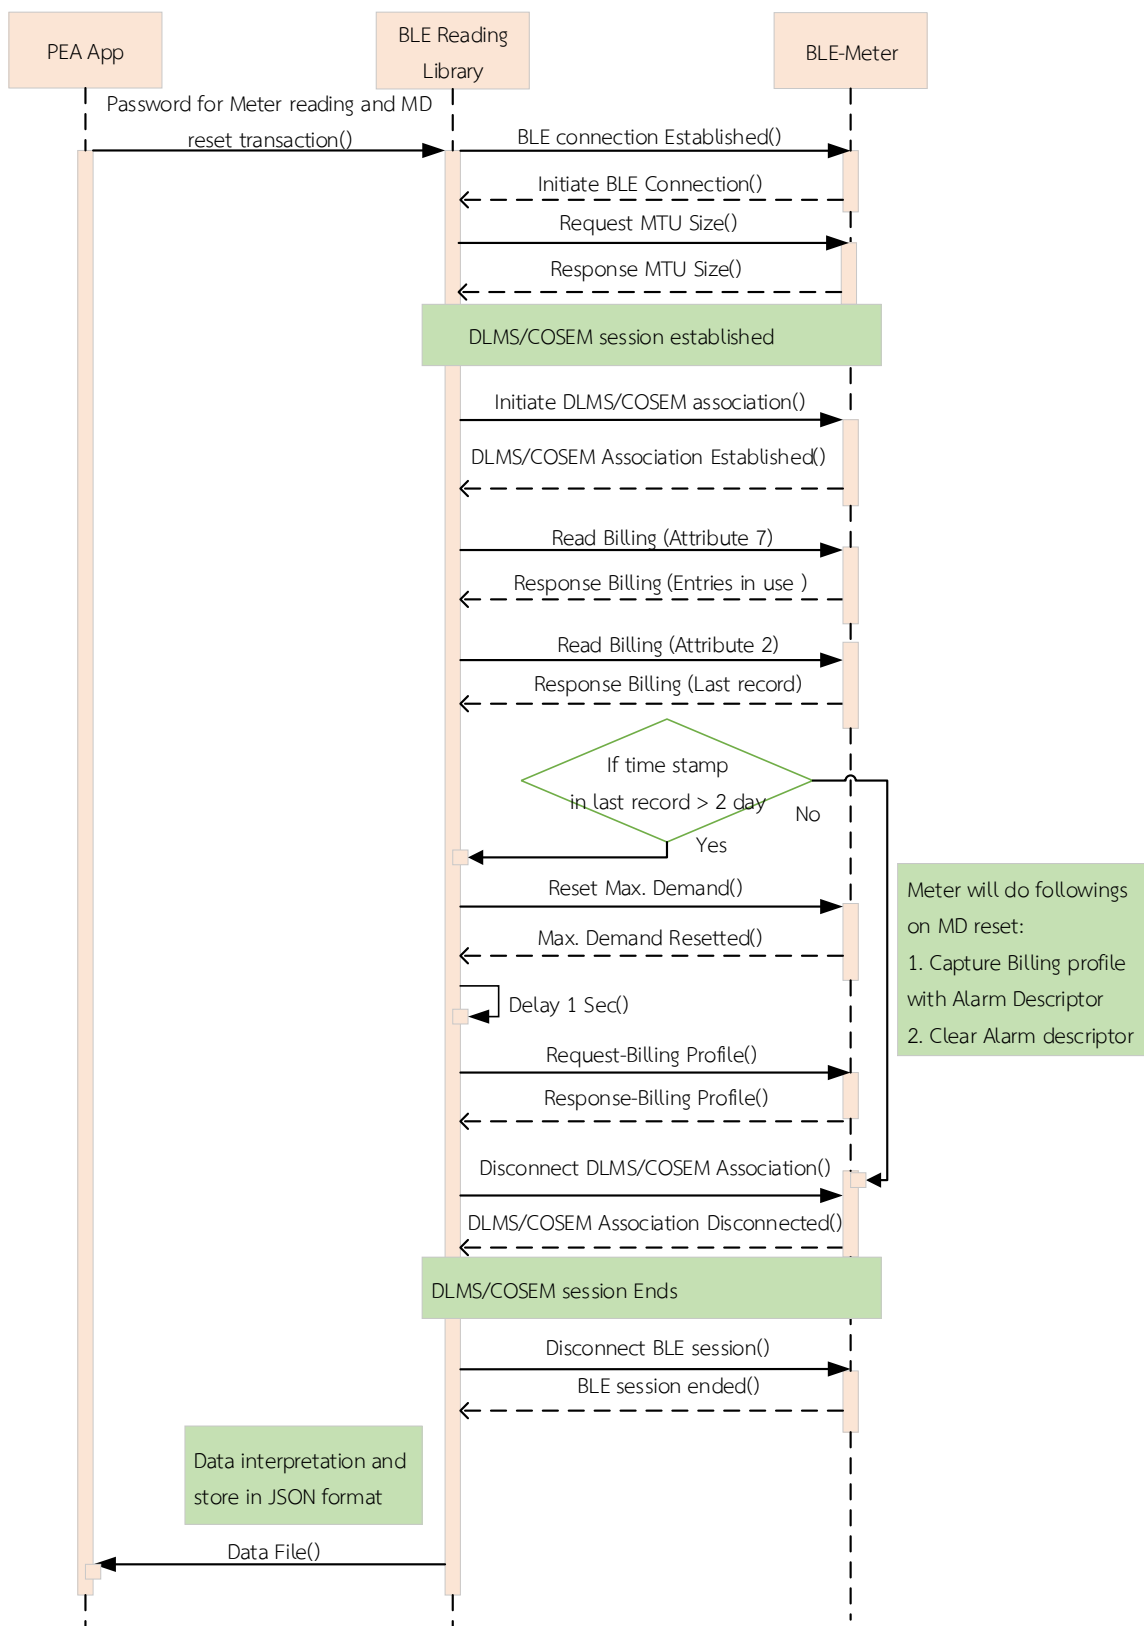 PEA App
BLE Reading
Library
BLE-Meter
Password for Meter reading and MD
reset transaction()
BLE connection Established()
Initiate BLE Connection()
Request MTU Size()
Response MTU Size()
DLMS/COSEM session established
Initiate DLMS/COSEM association()
DLMS/COSEM Association Established()
Read Billing (Attribute 7)
Response Billing (Entries in use )
Read Billing (Attribute 2)
Response Billing (Last record)
If time stamp
in last record > 2 day
No
Yes
Reset Max. Demand()
Max. Demand Resetted()
Meter will do followings
on MD reset:
1. Capture Billing profile
with Alarm Descriptor
2. Clear Alarm descriptor
Delay 1 Sec()
Request-Billing Profile()
Response-Billing Profile()
Disconnect DLMS/COSEM Association()
DLMS/COSEM Association Disconnected()
DLMS/COSEM session Ends
Disconnect BLE session()
BLE session ended()
Data interpretation and
store in JSON format
Data File()